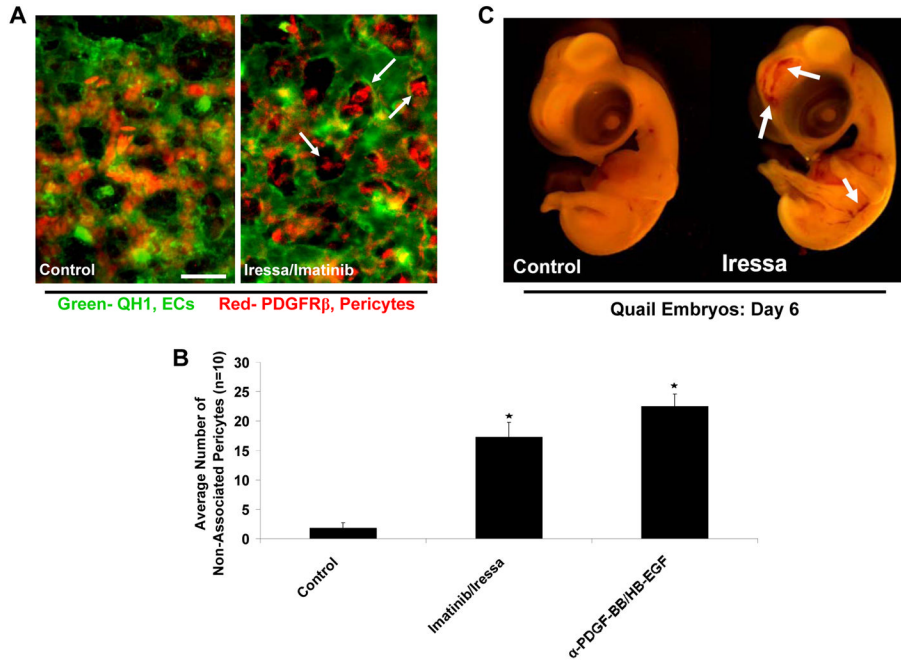 A
Control
Iressa/Imatinib
Green- QH1, ECs
Red- PDGFRβ, Pericytes
C
Control
Iressa
Quail Embryos: Day 6
B
Average Number of
Non-Associated Pericytes (n=10)
30
25
20
15
10
5
0
★
★
Control
Imatinib/Iressa
α-PDGF-BB/HB-EGF